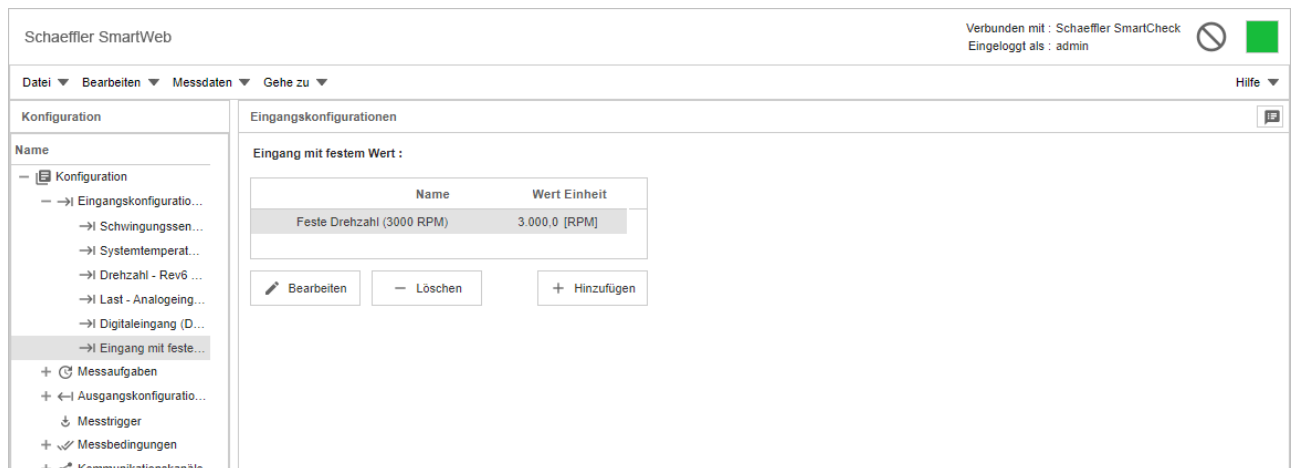 Schaeffler SmartWeb
Verbunden mit : Schaeffler SmartCheck
Eingeloggt als : admin
Datei Bearbeiten Messdaten Gehe zu Hilfe
Konfiguration
Name
Konfiguration
Eingangskonfiguratio...
Schwingungssen...
Systemtemperat...
Drehzahl - Rev6 ...
Last - Analogeing...
Digitaleingang (D...
Eingang mit feste...
Messaufgaben
Ausgangskonfiguratio...
Messtrigger
Messbedingungen
Kommunikationskanäle
Eingangskonfigurationen
Eingang mit festem Wert :
Name Wert Einheit
Feste Drehzahl (3000 RPM) 3.000,0 [RPM]
Bearbeiten Löschen Hinzufügen